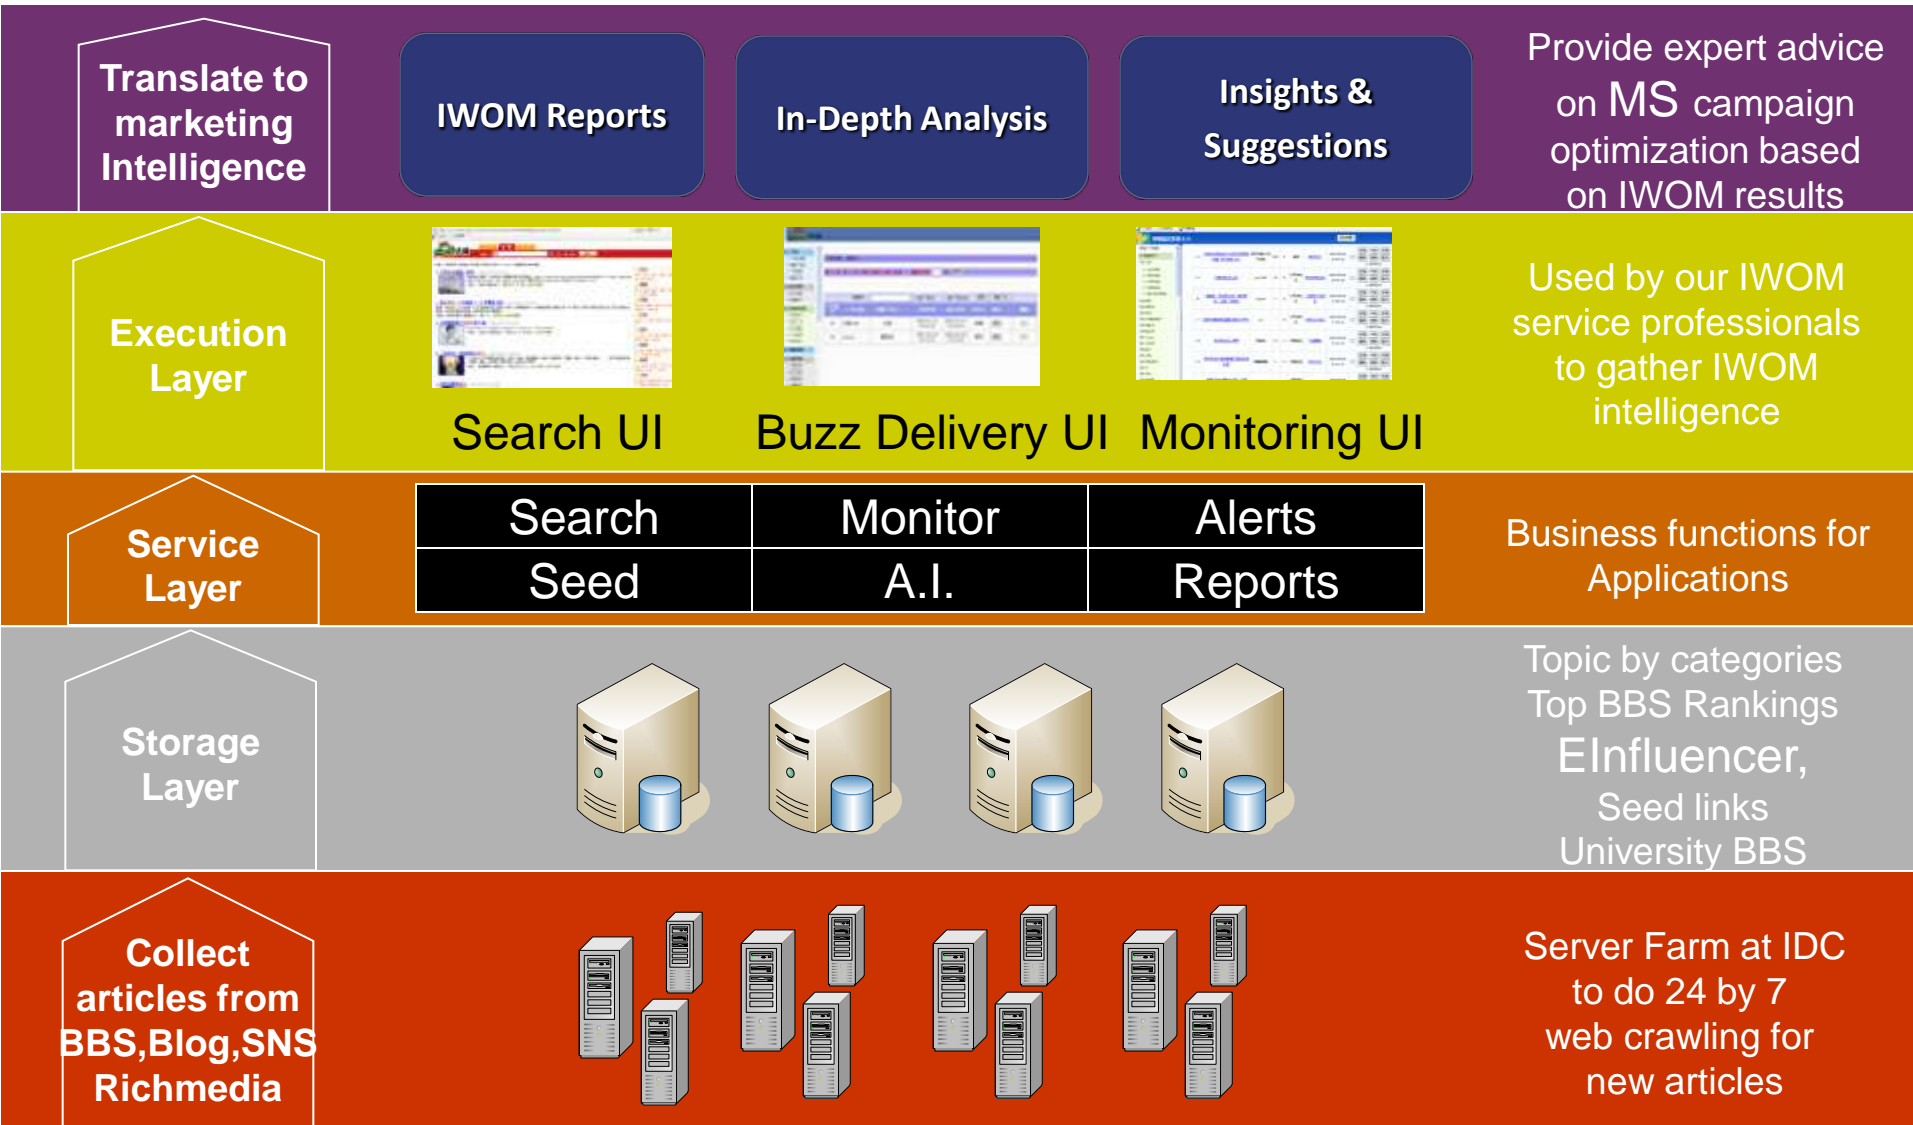 Translate to
marketing
Intelligence
IWOM Reports
In-Depth Analysis
Insights &
Suggestions
Provide expert advice
on MS campaign
optimization based
on IWOM results
Execution
Layer
Search UI
Buzz Delivery UI
Monitoring UI
Used by our IWOM
service professionals
to gather IWOM
intelligence
Service
Layer
Search
Monitor
Alerts
Seed
A.I.
Reports
Business functions for
Applications
Storage
Layer
Topic by categories
Top BBS Rankings
EInfluencer,
Seed links
University BBS
Collect
articles from
BBS,Blog,SNS
Richmedia
Server Farm at IDC
to do 24 by 7
web crawling for
new articles